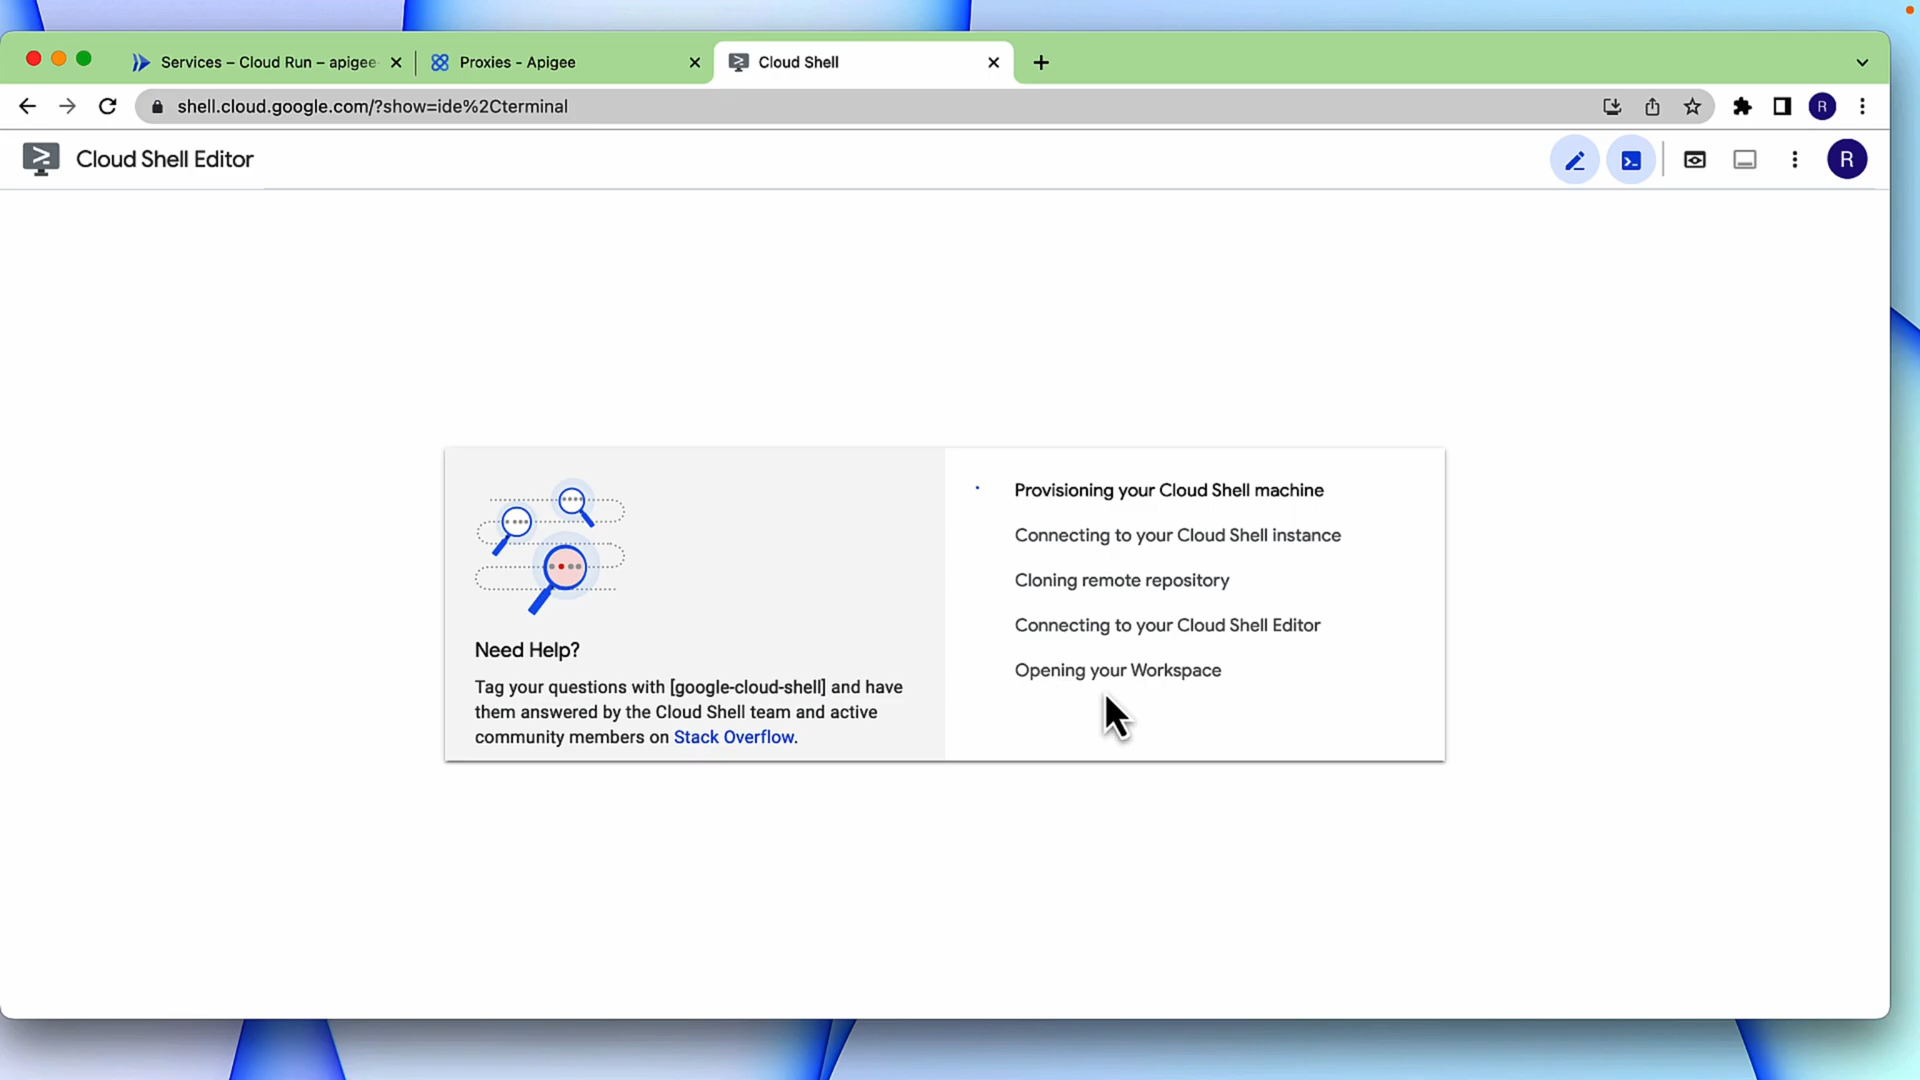 Services – Cloud Run – apigee-
Proxies - Apigee
Cloud Shell
shell.cloud.google.com/?show=ide%2Cterminal
R
Cloud Shell Editor
R
Provisioning your Cloud Shell machine
Connecting to your Cloud Shell instance
Cloning remote repository
Connecting to your Cloud Shell Editor
Opening your Workspace
Need Help?
Tag your questions with [google-cloud-shell] and have
them answered by the Cloud Shell team and active
community members on Stack Overflow.